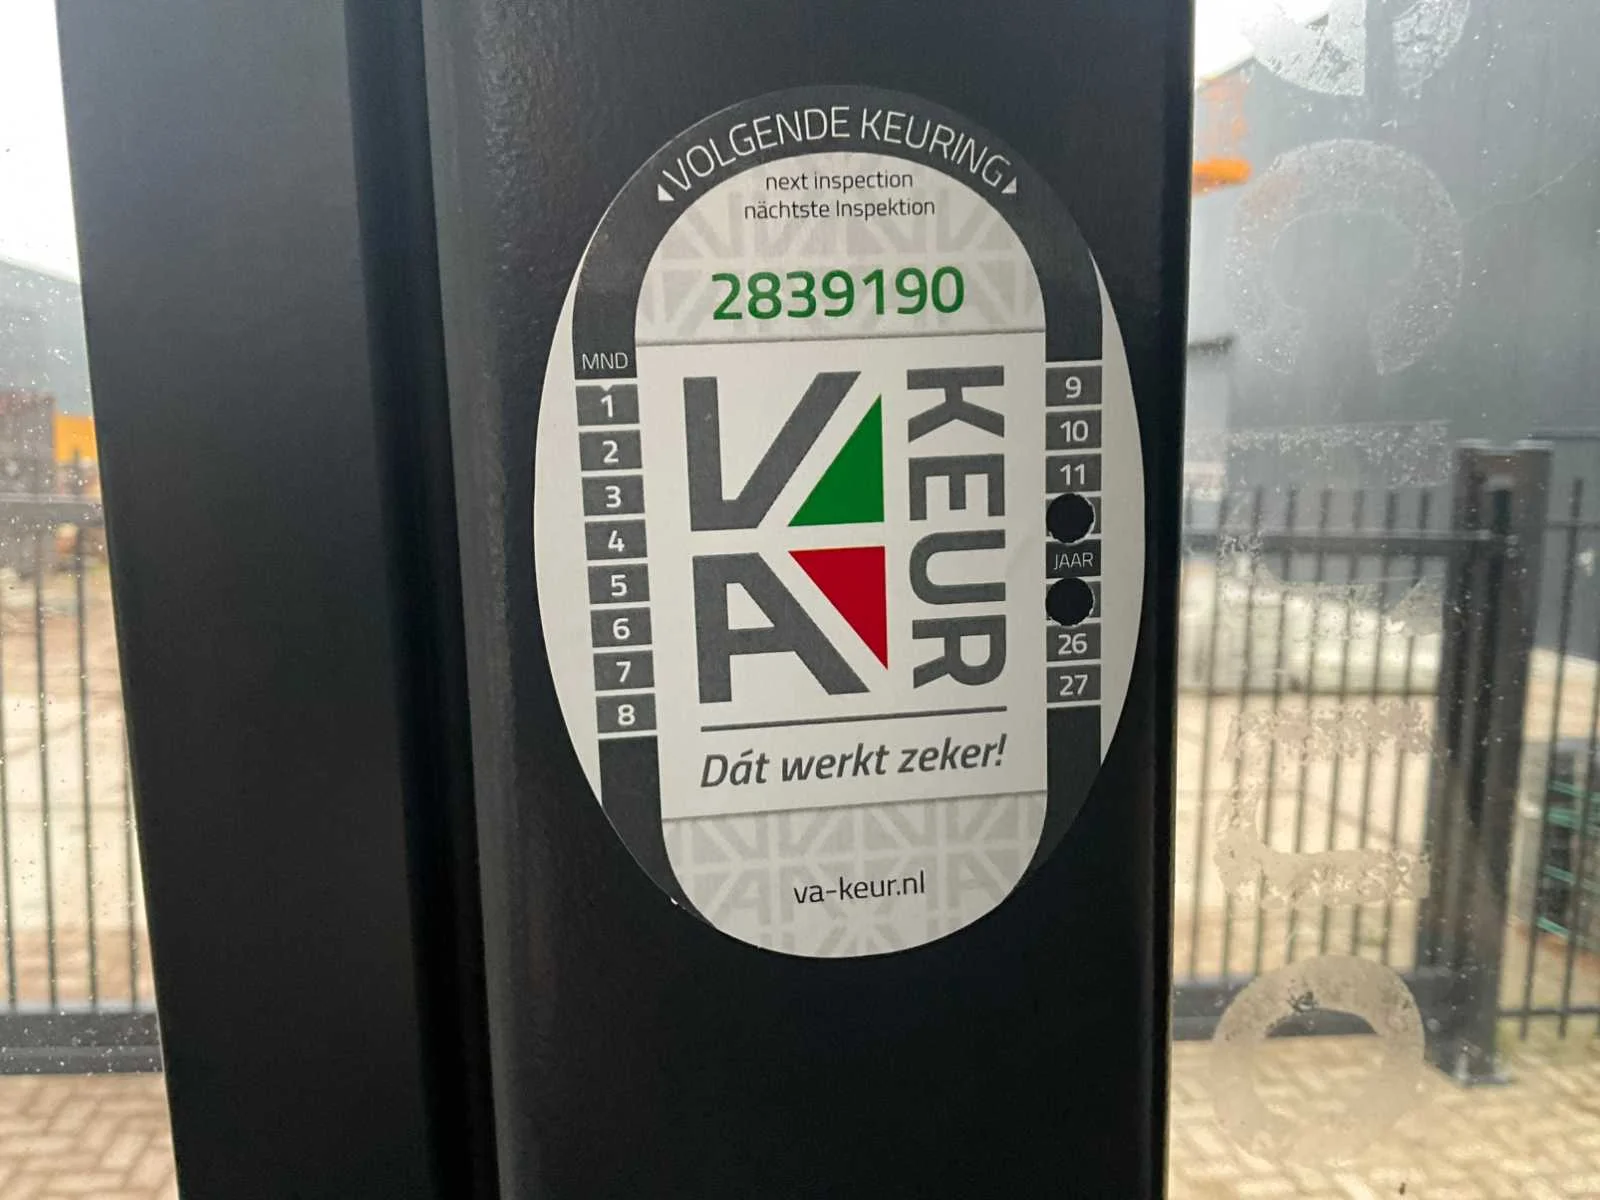 VOLGENDE KEURING
next inspection
nächtste Inspektion
2839190
MND
1
2
3
4
5
6
7
8
VA
KEUR
9
10
11
JAAR
26
27
Dát werkt zeker!
va-keur.nl